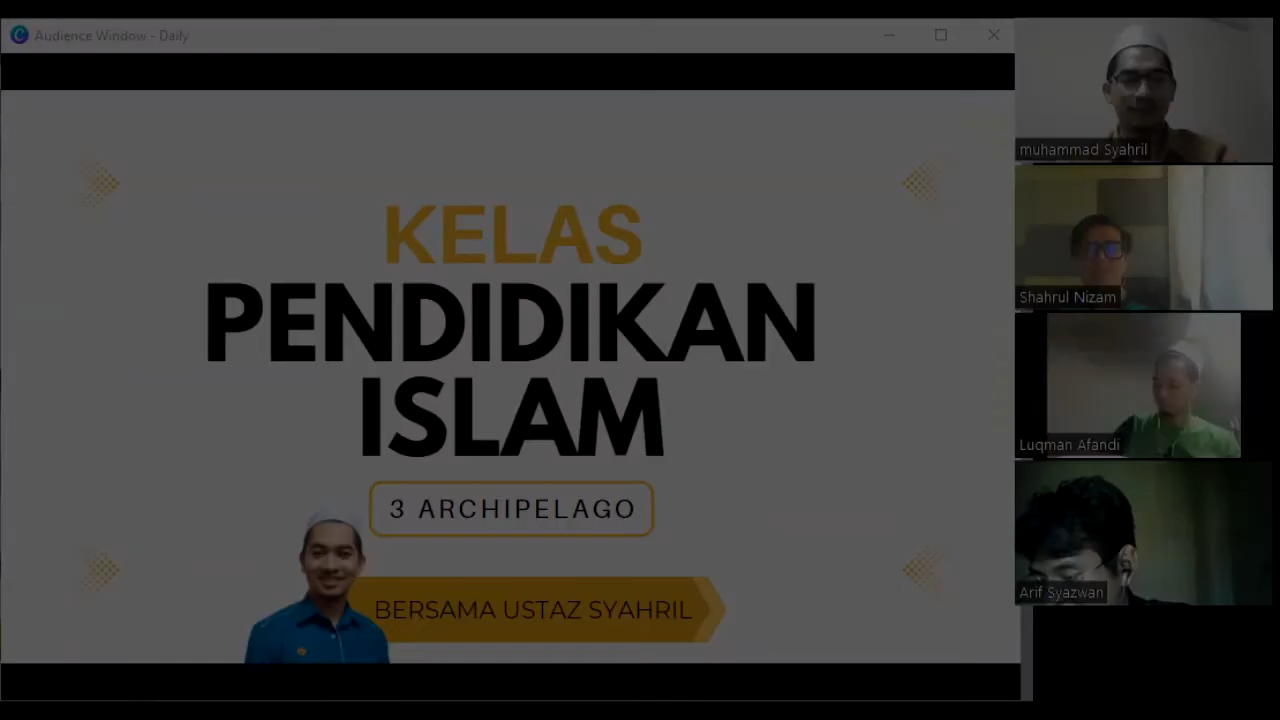 Audience Window - Daily
KELAS
PENDIDIKAN
ISLAM
3 ARCHIPELAGO
BERSAMA USTAZ SYAHRIL
muhammad Syahril
Shahrul Nizam
Luqman Afandi
Arif Syazwan